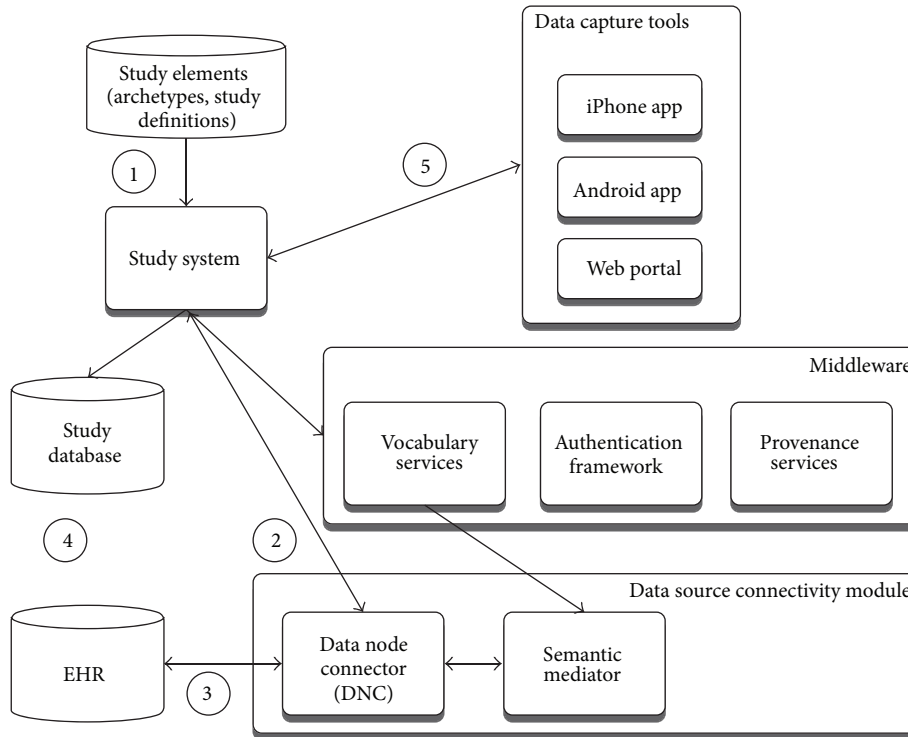 Data capture tools
Study elements
(archetypes, study
definitions)
iPhone app
1
5
Android app
Study system
Web portal
Middleware
Study
database
Vocabulary
services
Authentication
framework
Provenance
services
4
2
Data source connectivity module
EHR
3
Data node
connector
(DNC)
Semantic
mediator